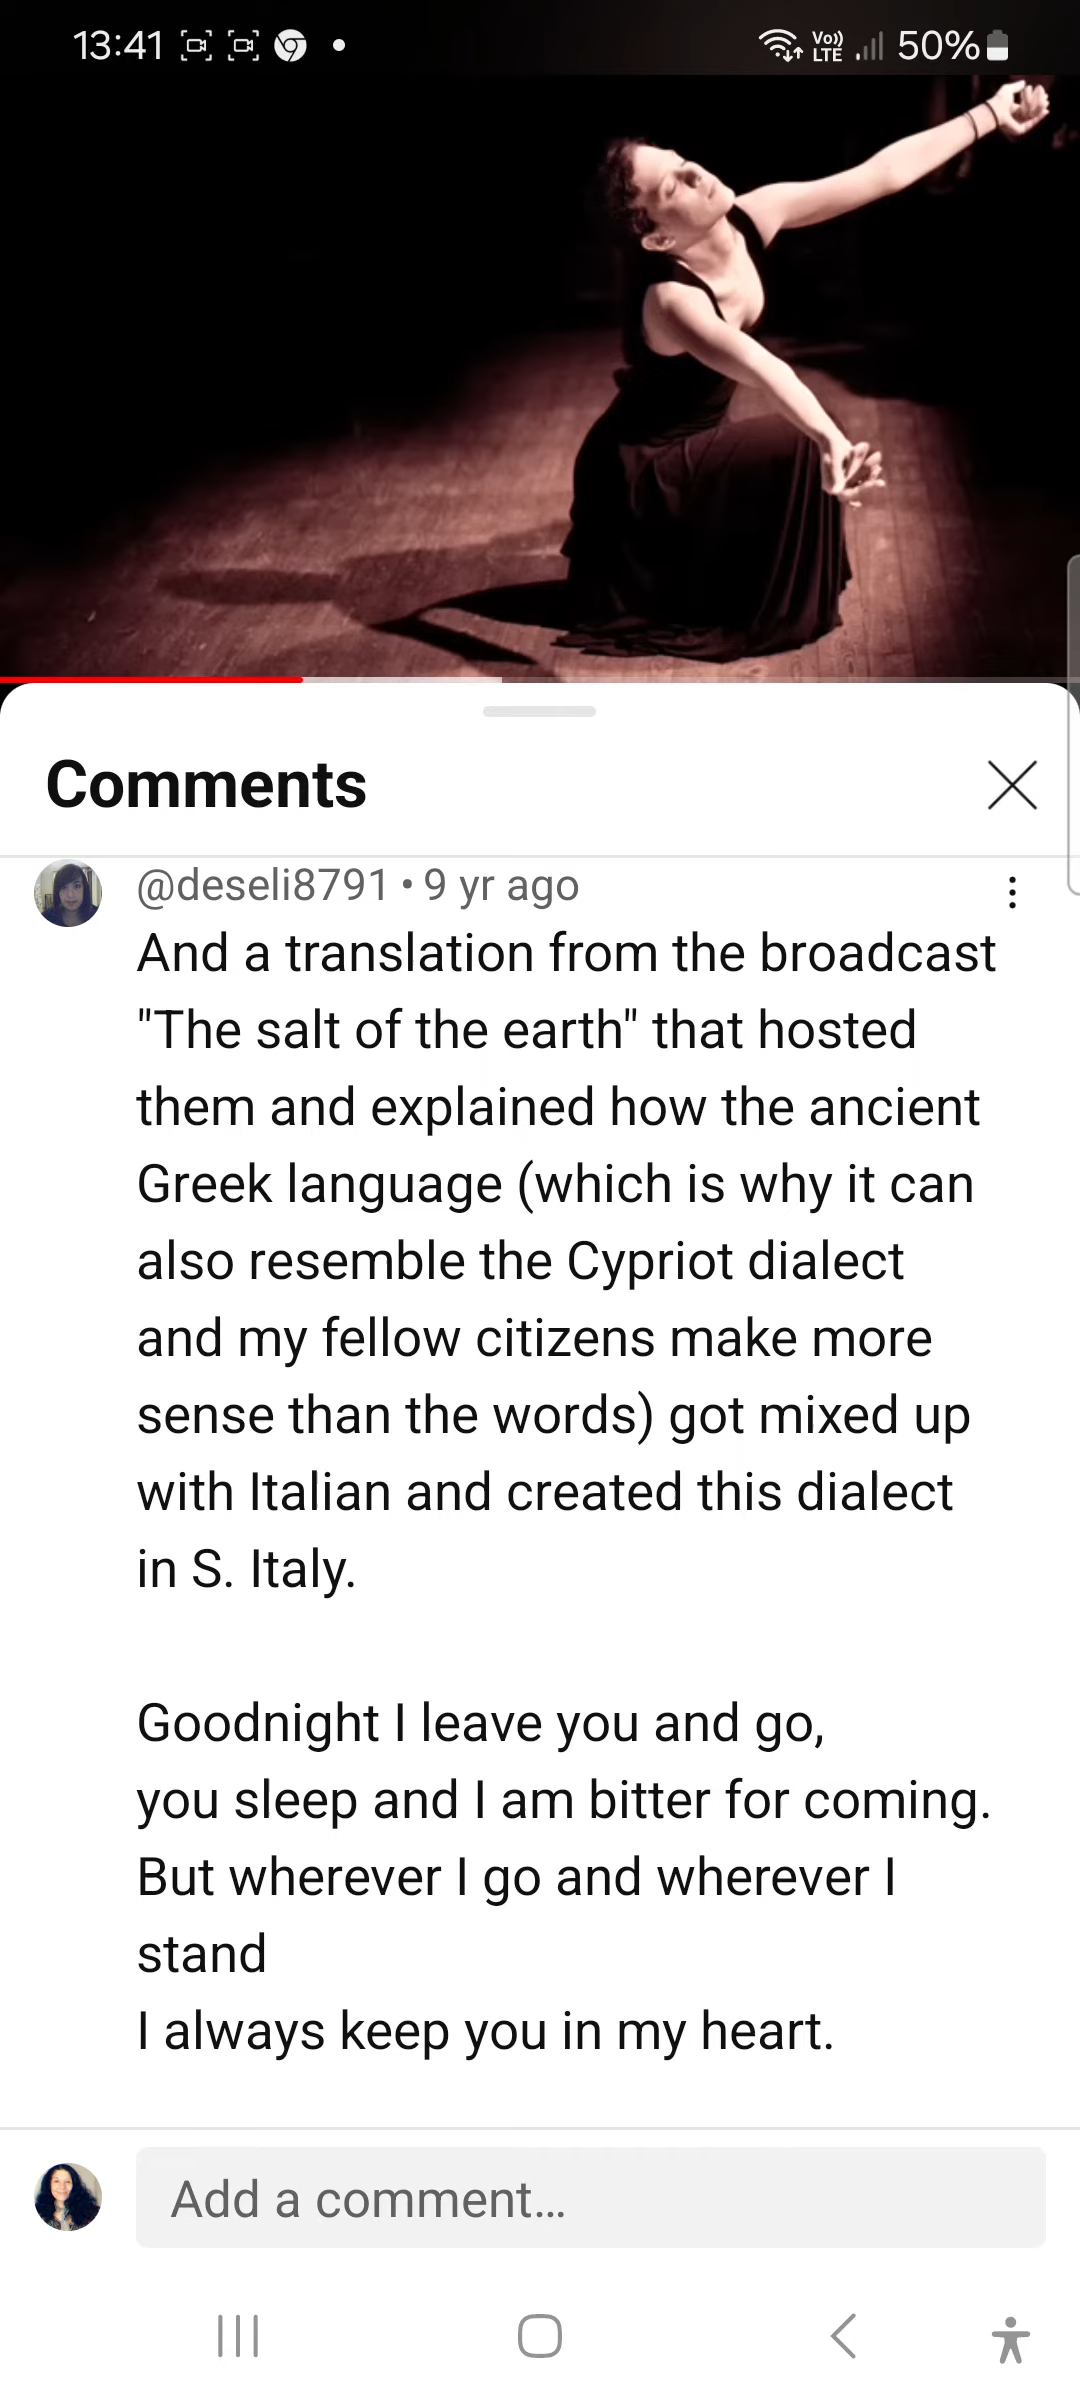 13:41
Vo))
LTE
50%
Comments
@deseli8791 • 9 yr ago
And a translation from the broadcast
"The salt of the earth" that hosted
them and explained how the ancient
Greek language (which is why it can
also resemble the Cypriot dialect
and my fellow citizens make more
sense than the words) got mixed up
with Italian and created this dialect
in S. Italy.
Goodnight I leave you and go,
you sleep and I am bitter for coming.
But wherever I go and wherever I
stand
I always keep you in my heart.
Add a comment...